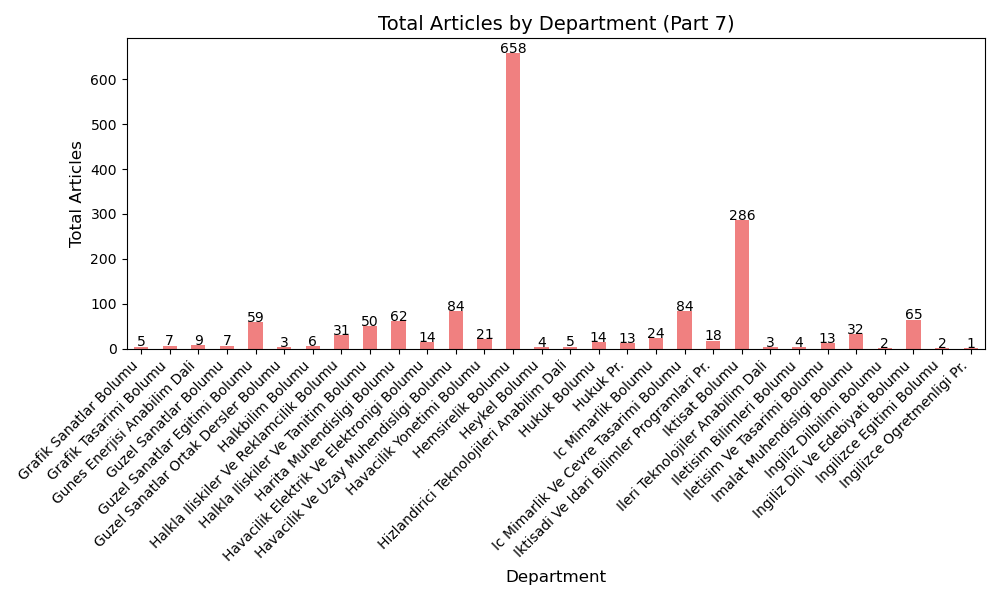 Total Articles by Department (Part 7)
Total Articles
600
500
400
300
200
100
0
5
7
9
7
59
3
6
31
50
62
14
84
21
658
4
5
14
13
24
84
18
286
3
4
13
32
2
65
2
1
Grafik Sanatlar Bolumu
Grafik Tasarimi Bolumu
Gunes Enerjisi Anabilim Dali
Guzel Sanatlar Bolumu
Guzel Sanatlar Egitimi Bolumu
Guzel Sanatlar Ortak Dersler Bolumu
Halkbilim Bolumu
Halkla Iliskiler Ve Reklamcilik Bolumu
Halkla Iliskiler Ve Tanitim Bolumu
Harita Muhendisligi Bolumu
Havacilik Elektrik Ve Elektronigi Bolumu
Havacilik Ve Uzay Muhendisligi Bolumu
Havacilik Yonetimi Bolumu
Hemsirelik Bolumu
Heykel Bolumu
Hizlandirici Teknolojileri Anabilim Dali
Hukuk Bolumu
Hukuk Pr.
Ic Mimarlik Bolumu
Ic Mimarlik Ve Cevre Tasarimi Bolumu
Iktisadi Ve Idari Bilimler Programlari Pr.
Iktisat Bolumu
Ileri Teknolojiler Anabilim Dali
Iletisim Bilimleri Bolumu
Iletisim Ve Tasarimi Bolumu
Imalat Muhendisligi Bolumu
Ingiliz Dilbilimi Bolumu
Ingiliz Dili Ve Edebiyati Bolumu
Ingilizce Egitimi Bolumu
Ingilizce Ogretmenligi Pr.
Department